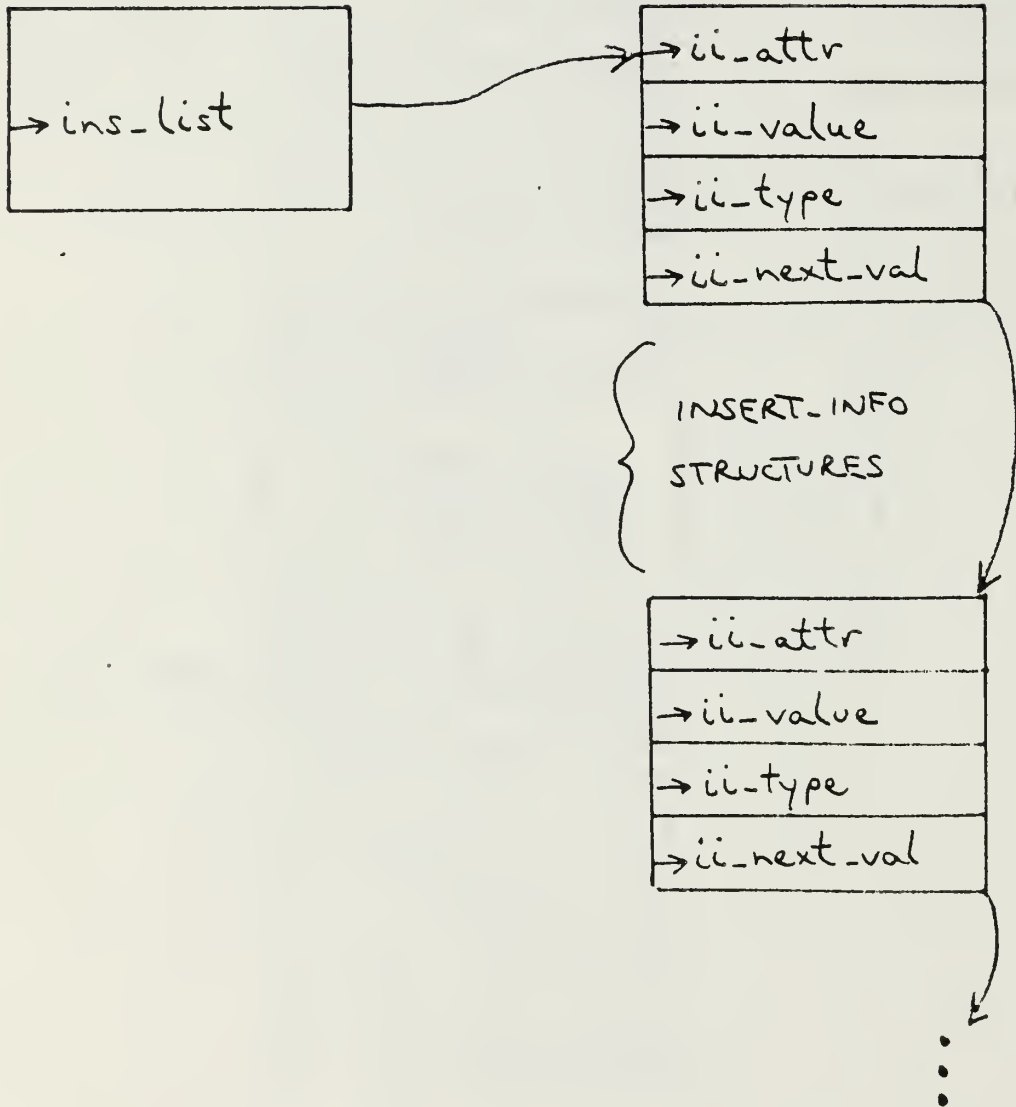 ins_list
ii_attr
ii_value
ii_type
ii_next_val
INSERT_INFO
STRUCTURES
ii_attr
ii_value
ii_type
ii_next_val